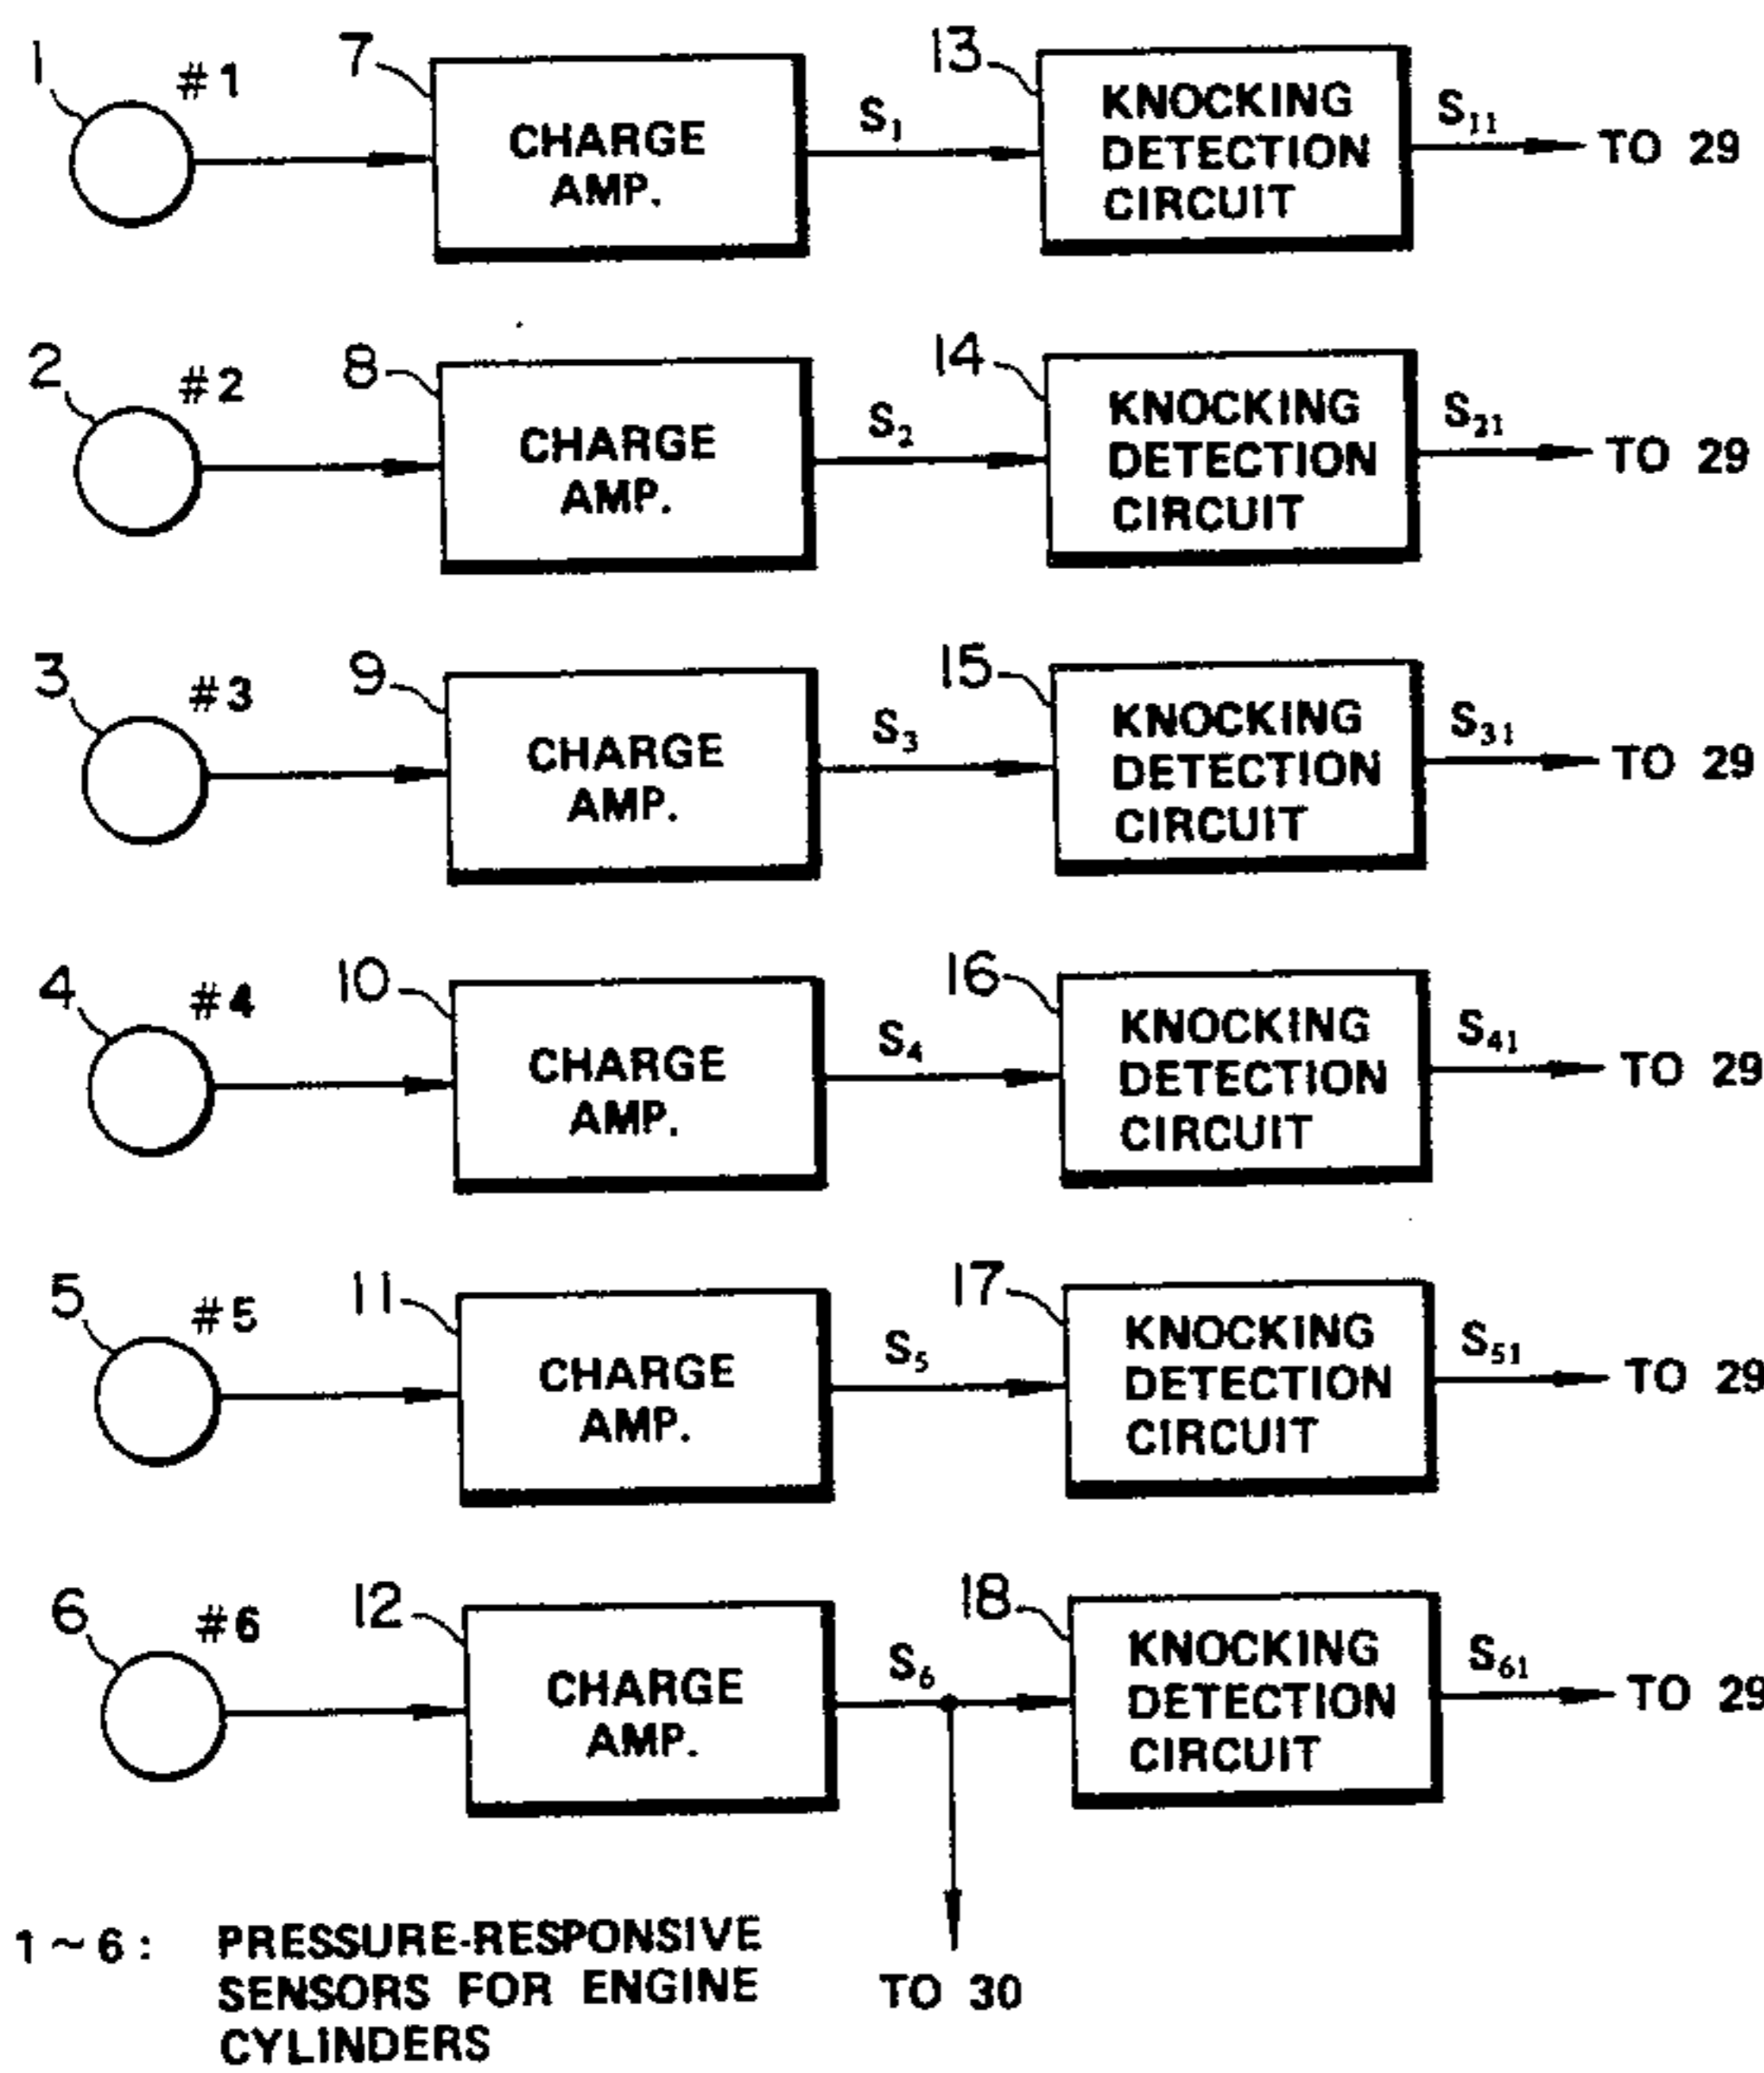 1 #1 7 CHARGE AMP. S₁ 13 KNOCKING DETECTION CIRCUIT S₁₁ TO 29
2 #2 8 CHARGE AMP. S₂ 14 KNOCKING DETECTION CIRCUIT S₂₁ TO 29
3 #3 9 CHARGE AMP. S₃ 15 KNOCKING DETECTION CIRCUIT S₃₁ TO 29
4 #4 10 CHARGE AMP. S₄ 16 KNOCKING DETECTION CIRCUIT S₄₁ TO 29
5 #5 11 CHARGE AMP. S₅ 17 KNOCKING DETECTION CIRCUIT S₅₁ TO 29
6 #6 12 CHARGE AMP. S₆ 18 KNOCKING DETECTION CIRCUIT S₆₁ TO 29
TO 30
1~6: PRESSURE-RESPONSIVE
SENSORS FOR ENGINE
CYLINDERS